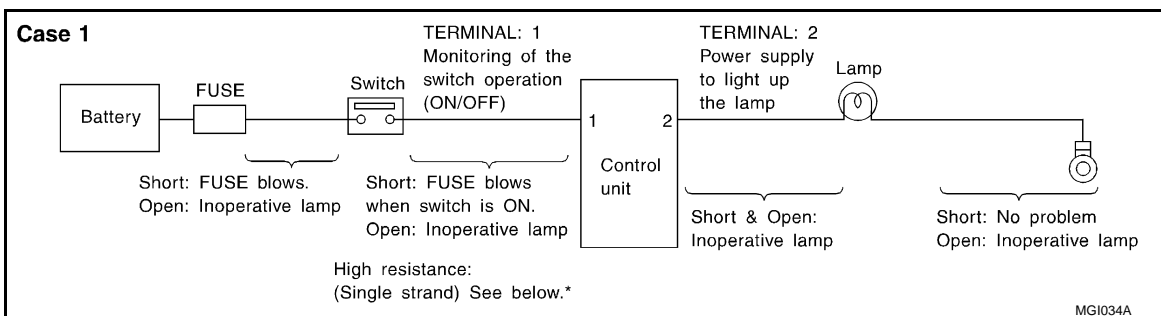 Case 1
Battery
FUSE
Switch
TERMINAL: 1
Monitoring of the
switch operation
(ON/OFF)
1
2
Control
unit
TERMINAL: 2
Power supply
to light up
the lamp
Lamp
Short: FUSE blows.
Open: Inoperative lamp
Short: FUSE blows
when switch is ON.
Open: Inoperative lamp
High resistance:
(Single strand) See below.*
Short & Open:
Inoperative lamp
Short: No problem
Open: Inoperative lamp
MGI034A